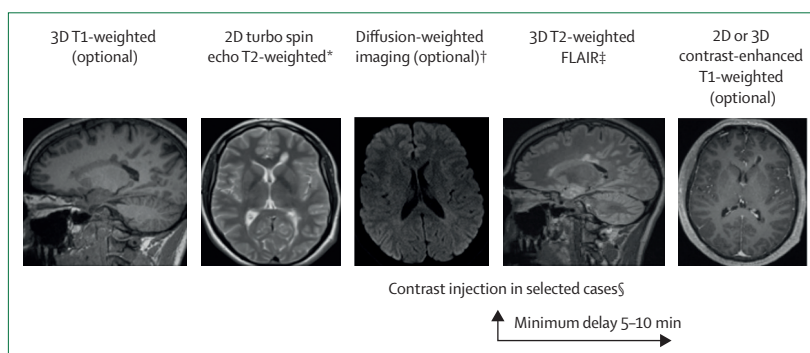 3D T1-weighted
(optional)
2D turbo spin
echo T2-weighted*
Diffusion-weighted
imaging (optional)†
3D T2-weighted
FLAIR‡
2D or 3D
contrast-enhanced
T1-weighted
(optional)
Contrast injection in selected cases§
Minimum delay 5–10 min